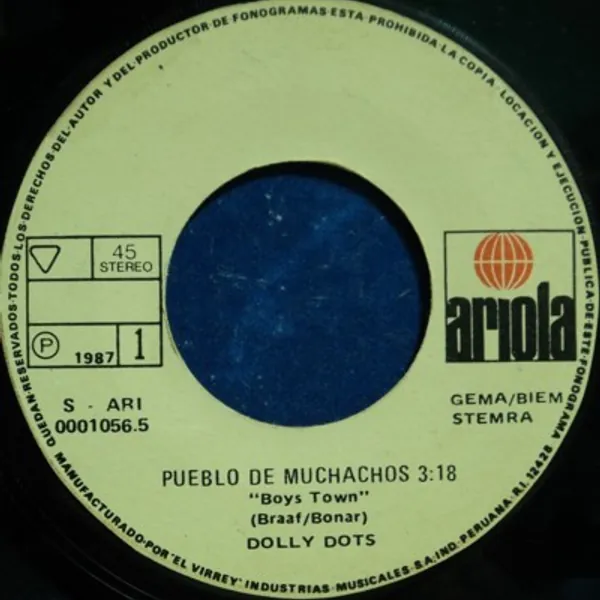 QUEDAN·RESERVADOS·TODOS·LOS·DERECHOS·DEL·AUTOR Y DEL·PRODUCTOR DE FONOGRAMAS·ESTA·PROHIBIDA·LA COPIA·LOCACION Y EJECUCION·PUBLICA·DE·ESTE·FONOGRAMA
45
STEREO
ariola
P
1987
1
S - ARI
0001056.5
GEMA/BIEM
STEMRA
PUEBLO DE MUCHACHOS 3:18
"Boys Town"
(Braaf/Bonar)
DOLLY DOTS
MANUFACTURADO·POR·"EL VIRREY" INDUSTRIAS·MUSICALES·S.A. IND·PERUANA·R.I. 12428